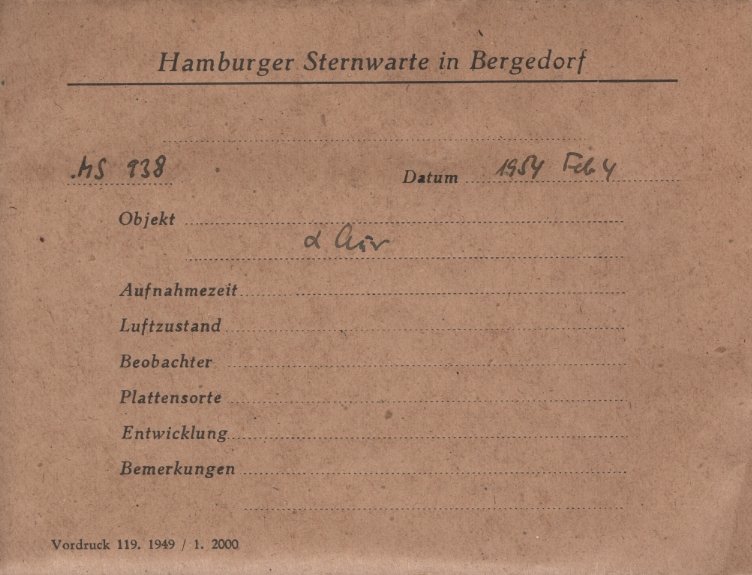 Hamburger Sternwarte in Bergedorf
MS 938 Datum 1954 Feb 4
Objekt
α Aur
Aufnahmezeit
Luftzustand
Beobachter
Plattensorte
Entwicklung
Bemerkungen
Vordruck 119. 1949 / 1. 2000